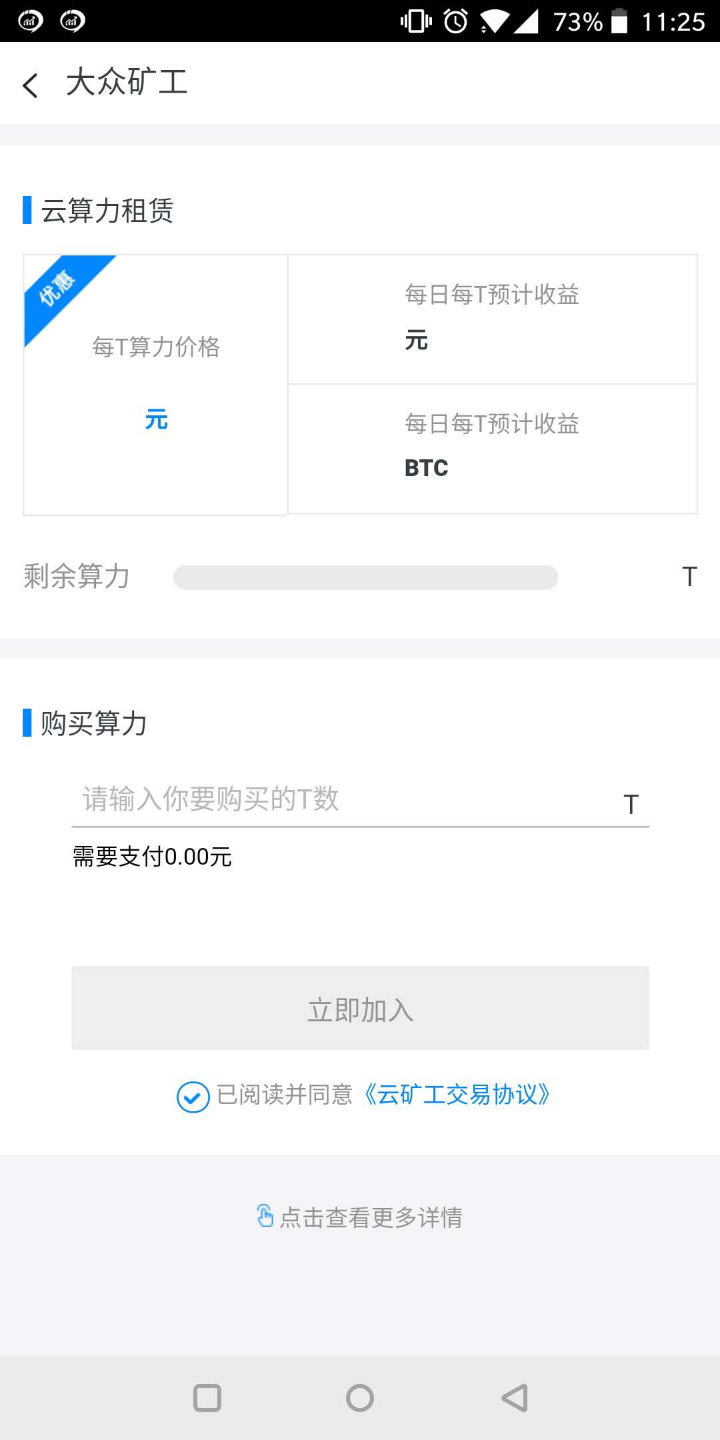 73% 11:25
大众矿工
云算力租赁
优惠
每T算力价格
元
每日每T预计收益
元
每日每T预计收益
BTC
剩余算力 T
购买算力
请输入你要购买的T数 T
需要支付0.00元
立即加入
已阅读并同意《云矿工交易协议》
点击查看更多详情